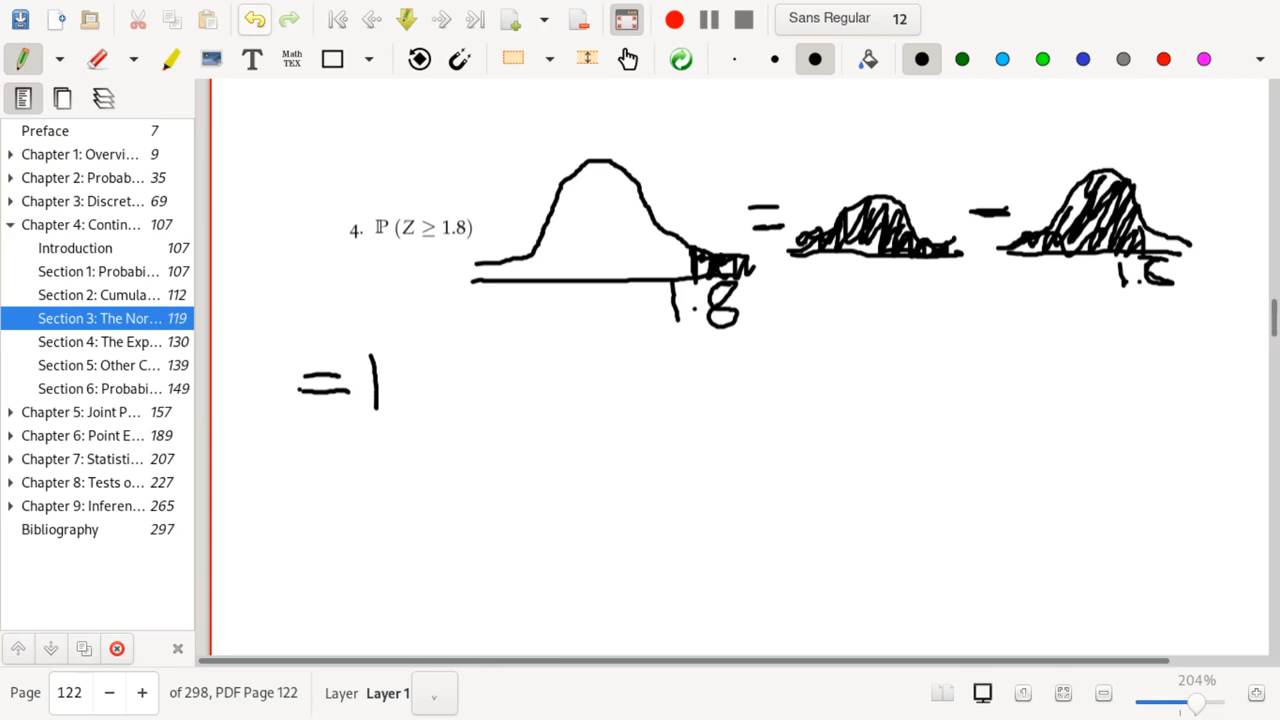 Sans Regular 12
T Math TEX
Preface 7
Chapter 1: Overvi... 9
Chapter 2: Probab... 35
Chapter 3: Discret... 69
Chapter 4: Contin... 107
Introduction 107
Section 1: Probabi... 107
Section 2: Cumula... 112
Section 3: The Nor... 119
Section 4: The Exp... 130
Section 5: Other C... 139
Section 6: Probabi... 149
Chapter 5: Joint P... 157
Chapter 6: Point E... 189
Chapter 7: Statisti... 207
Chapter 8: Tests o... 227
Chapter 9: Inferen... 265
Bibliography 297
4. ℙ (Z ≥ 1.8) = −
1.8
= 1
Page 122 − + of 298, PDF Page 122 Layer Layer 1 204%